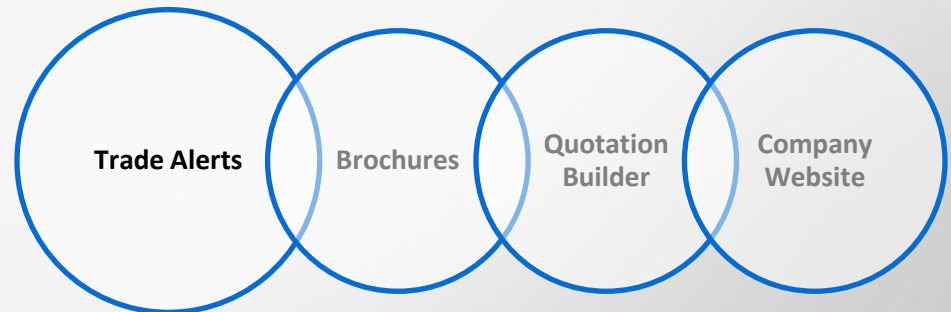 Trade Alerts
Brochures
Quotation
Builder
Company
Website